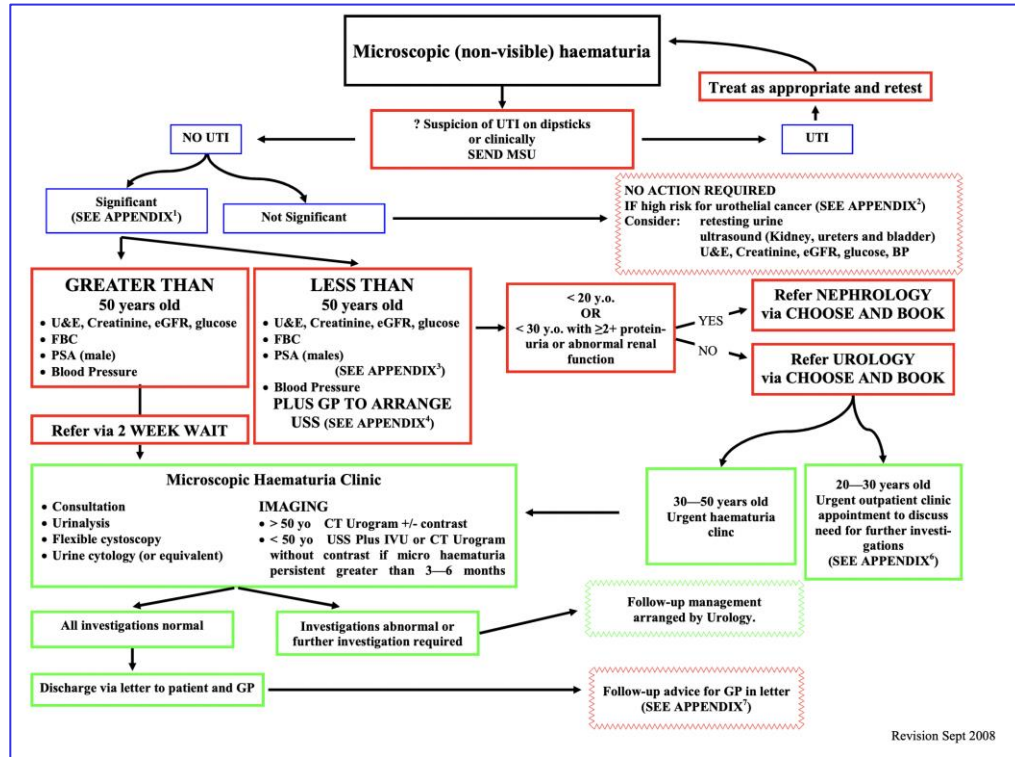 Microscopic (non-visible) haematuria
Treat as appropriate and retest
? Suspicion of UTI on dipsticks
or clinically
SEND MSU
NO UTI
UTI
Significant
(SEE APPENDIX¹)
Not Significant
NO ACTION REQUIRED
IF high risk for urothelial cancer (SEE APPENDIX²)
Consider: retesting urine
ultrasound (Kidney, ureters and bladder)
U&E, Creatinine, eGFR, glucose, BP
GREATER THAN
50 years old
• U&E, Creatinine, eGFR, glucose
• FBC
• PSA (male)
• Blood Pressure
LESS THAN
50 years old
• U&E, Creatinine, eGFR, glucose
• FBC
• PSA (males)
(SEE APPENDIX³)
• Blood Pressure
PLUS GP TO ARRANGE
USS (SEE APPENDIX⁴)
< 20 y.o.
OR
< 30 y.o. with ≥2+ protein-
uria or abnormal renal
function
YES
NO
Refer NEPHROLOGY
via CHOOSE AND BOOK
Refer UROLOGY
via CHOOSE AND BOOK
Refer via 2 WEEK WAIT
Microscopic Haematuria Clinic
• Consultation
• Urinalysis
• Flexible cystoscopy
• Urine cytology (or equivalent)
IMAGING
• > 50 yo CT Urogram +/- contrast
• < 50 yo USS Plus IVU or CT Urogram
without contrast if micro haematuria
persistent greater than 3—6 months
30—50 years old
Urgent haematuria
clinc
20—30 years old
Urgent outpatient clinic
appointment to discuss
need for further investi-
gations
(SEE APPENDIX⁶)
All investigations normal
Investigations abnormal or
further investigation required
Follow-up management
arranged by Urology.
Discharge via letter to patient and GP
Follow-up advice for GP in letter
(SEE APPENDIX⁷)
Revision Sept 2008